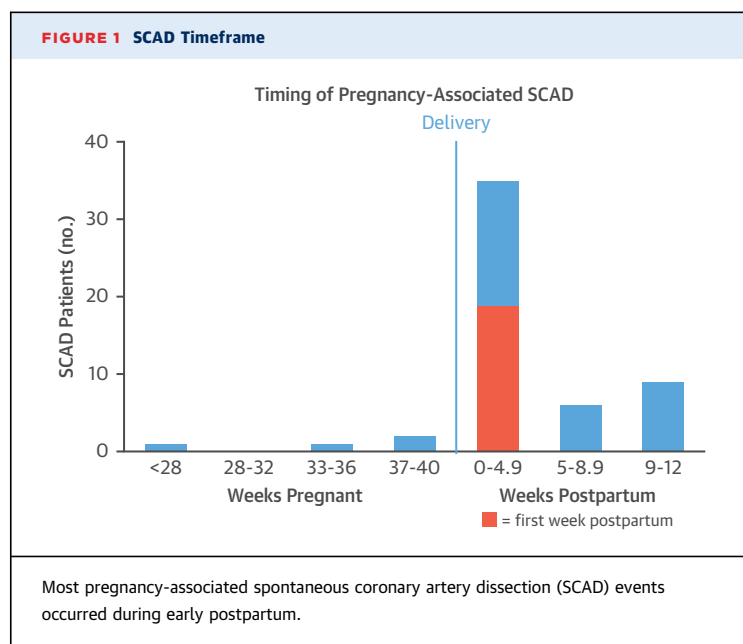 FIGURE 1 SCAD Timeframe
Timing of Pregnancy-Associated SCAD
Delivery
40
30
20
10
0
SCAD Patients (no.)
<28 28-32 33-36 37-40 0-4.9 5-8.9 9-12
Weeks Pregnant Weeks Postpartum
= first week postpartum
Most pregnancy-associated spontaneous coronary artery dissection (SCAD) events
occurred during early postpartum.